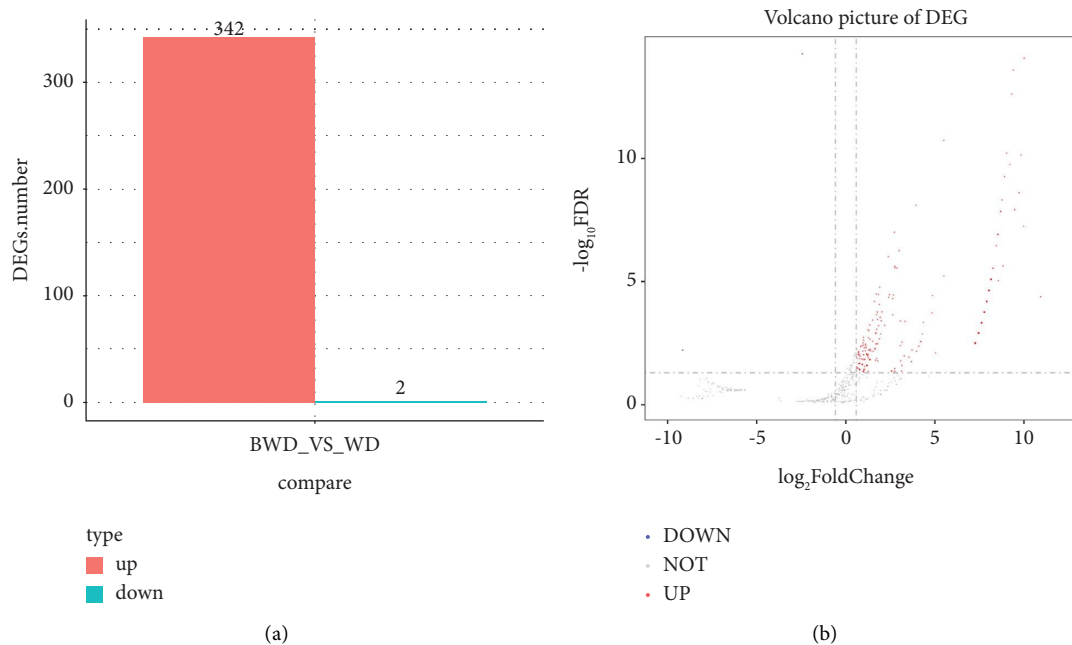 342
300
200
100
0
2
DEGs.number
BWD_VS_WD
compare
type
up
down
(a)
Volcano picture of DEG
10
5
0
-log₁₀FDR
-10 -5 0 5 10
log₂FoldChange
DOWN
NOT
UP
(b)